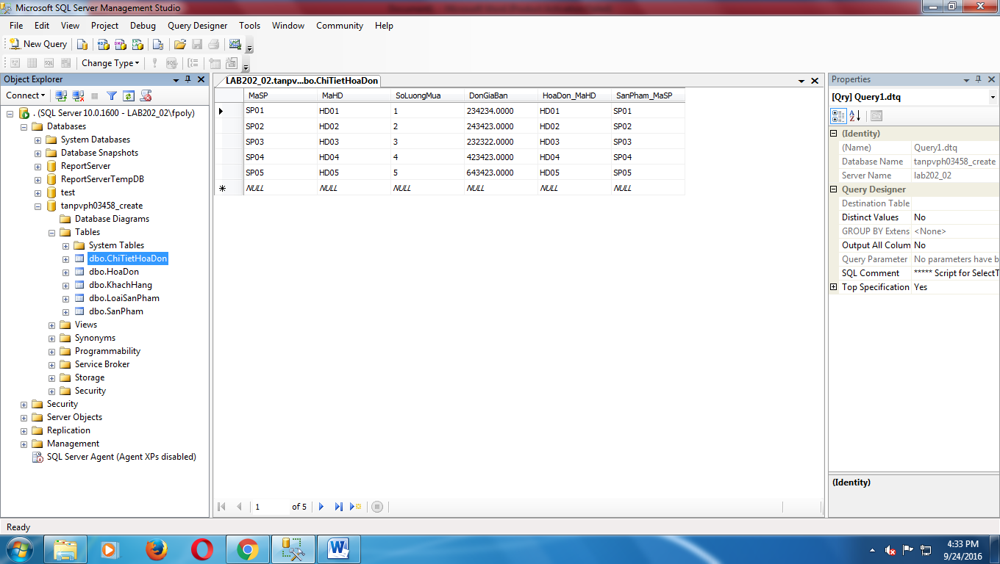 Microsoft SQL Server Management Studio
File Edit View Project Debug Query Designer Tools Window Community Help
New Query
Change Type
Object Explorer
Connect
. (SQL Server 10.0.1600 - LAB202_02\fpoly)
Databases
System Databases
Database Snapshots
ReportServer
ReportServerTempDB
test
tanpvph03458_create
Database Diagrams
Tables
System Tables
dbo.ChiTietHoaDon
dbo.HoaDon
dbo.KhachHang
dbo.LoaiSanPham
dbo.SanPham
Views
Synonyms
Programmability
Service Broker
Storage
Security
Security
Server Objects
Replication
Management
SQL Server Agent (Agent XPs disabled)
LAB202_02.tanpv...bo.ChiTietHoaDon
MaSP MaHD SoLuongMua DonGiaBan HoaDon_MaHD SanPham_MaSP
SP01 HD01 1 234234.0000 HD01 SP01
SP02 HD02 2 243423.0000 HD02 SP02
SP03 HD03 3 232322.0000 HD03 SP03
SP04 HD04 4 423423.0000 HD04 SP04
SP05 HD05 5 643423.0000 HD05 SP05
NULL NULL NULL NULL NULL NULL
1 of 5
Properties
[Qry] Query1.dtq
(Identity)
(Name) Query1.dtq
Database Name tanpvph03458_create
Server Name lab202_02
Query Designer
Destination Table
Distinct Values No
GROUP BY Extens <None>
Output All Colum No
Query Parameter No parameters have b
SQL Comment ***** Script for SelectT
Top Specification Yes
(Identity)
Ready
4:33 PM
9/24/2016